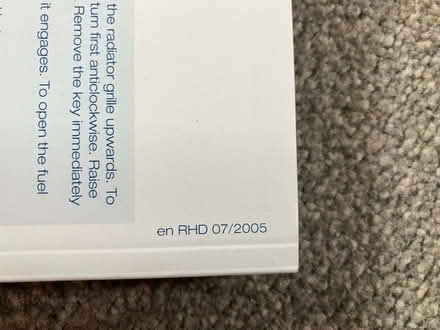 the radiator grille upwards. To
turn first anticlockwise. Raise
. Remove the key immediately
it engages. To open the fuel
en RHD 07/2005